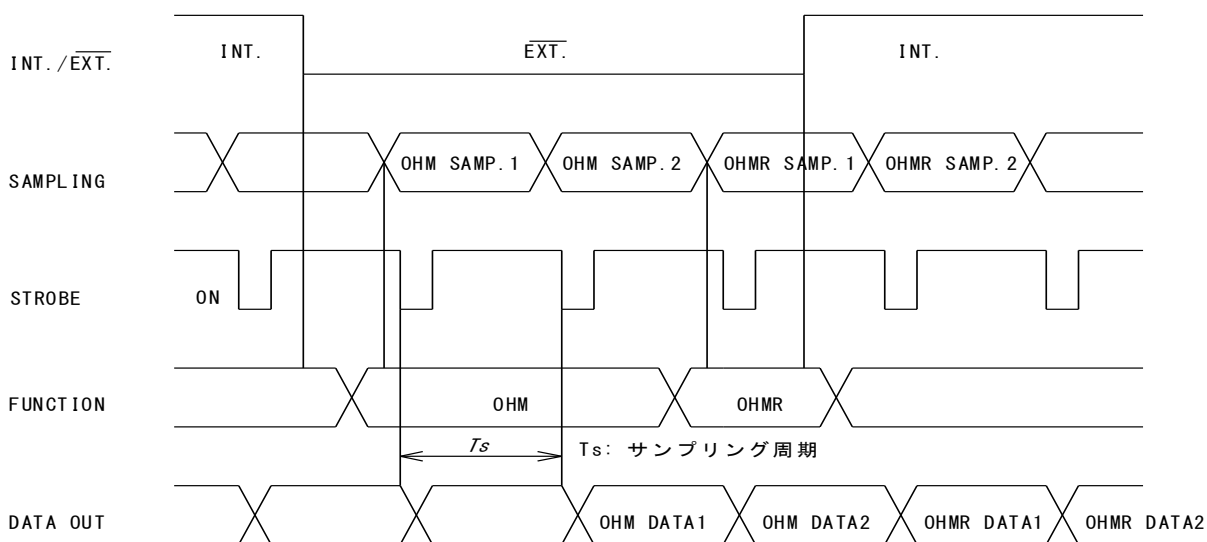 INT./EXT. INT. EXT. INT.
SAMPLING OHM SAMP.1 OHM SAMP.2 OHMR SAMP.1 OHMR SAMP.2
STROBE ON
FUNCTION OHM OHMR
Ts Ts: サンプリング周期
DATA OUT OHM DATA1 OHM DATA2 OHMR DATA1 OHMR DATA2